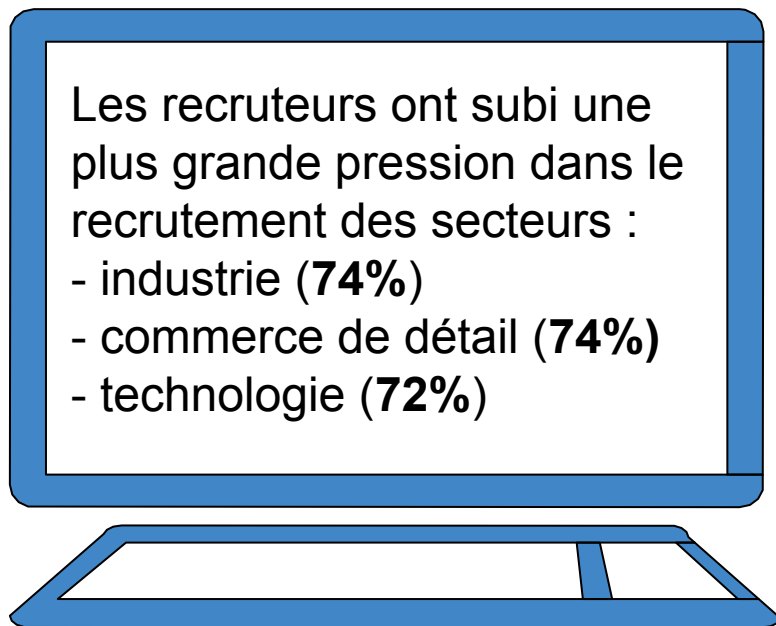 Les recruteurs ont subi une
plus grande pression dans le
recrutement des secteurs :
- industrie (74%)
- commerce de détail (74%)
- technologie (72%)